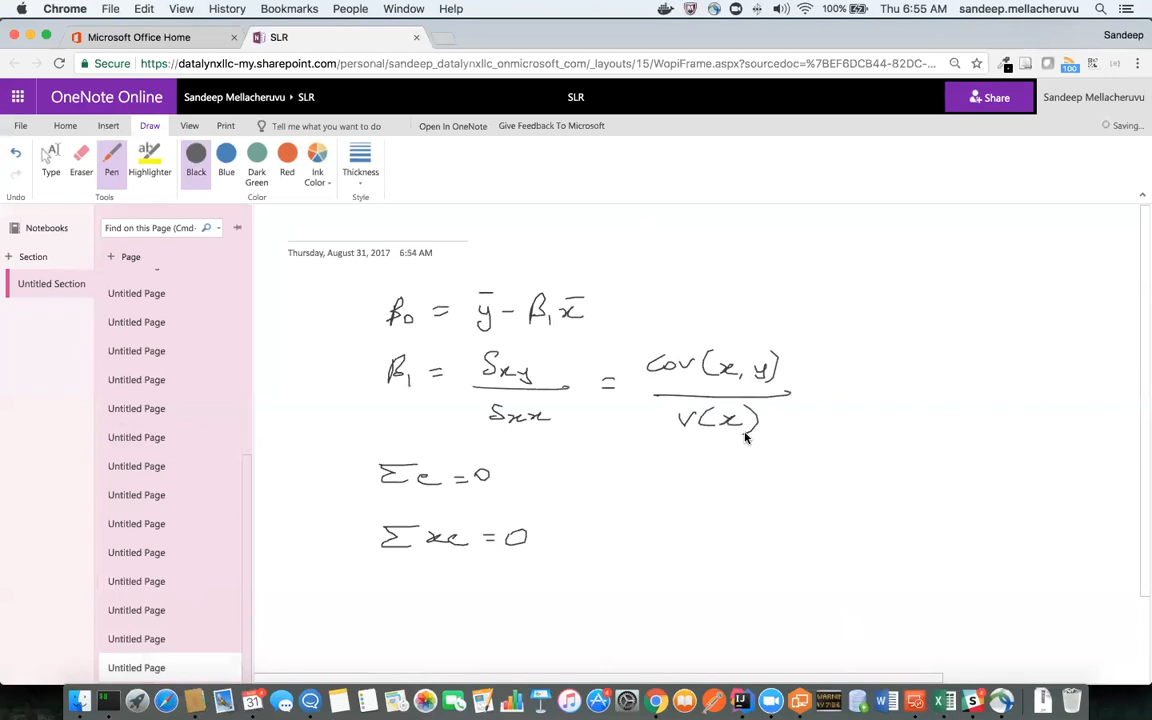 Chrome File Edit View History Bookmarks People Window Help 100% Thu 6:55 AM sandeep.mellacheruvu
Microsoft Office Home SLR Sandeep
Secure https://datalynxllc-my.sharepoint.com/personal/sandeep_datalynxllc_onmicrosoft_com/_layouts/15/WopiFrame.aspx?sourcedoc=%7BEF6DCB44-82DC-... 100
OneNote Online Sandeep Mellacheruvu ▸ SLR SLR Share Sandeep Mellacheruvu
File Home Insert Draw View Print Tell me what you want to do Open In OneNote Give Feedback To Microsoft Saving...
Type Eraser Pen Highlighter Black Blue Dark Green Red Ink Color Thickness
Undo Tools Color Style
Notebooks Find on this Page (Cmd-
+ Section + Page
Untitled Section
Untitled Page
Untitled Page
Untitled Page
Untitled Page
Untitled Page
Untitled Page
Untitled Page
Untitled Page
Untitled Page
Untitled Page
Untitled Page
Untitled Page
Untitled Page
Untitled Page
Thursday, August 31, 2017 6:54 AM
β₀ = ȳ - β₁x̄
β₁ = Sxy / Sxx = Cov(x, y) / V(x)
Σe = 0
Σxe = 0
31